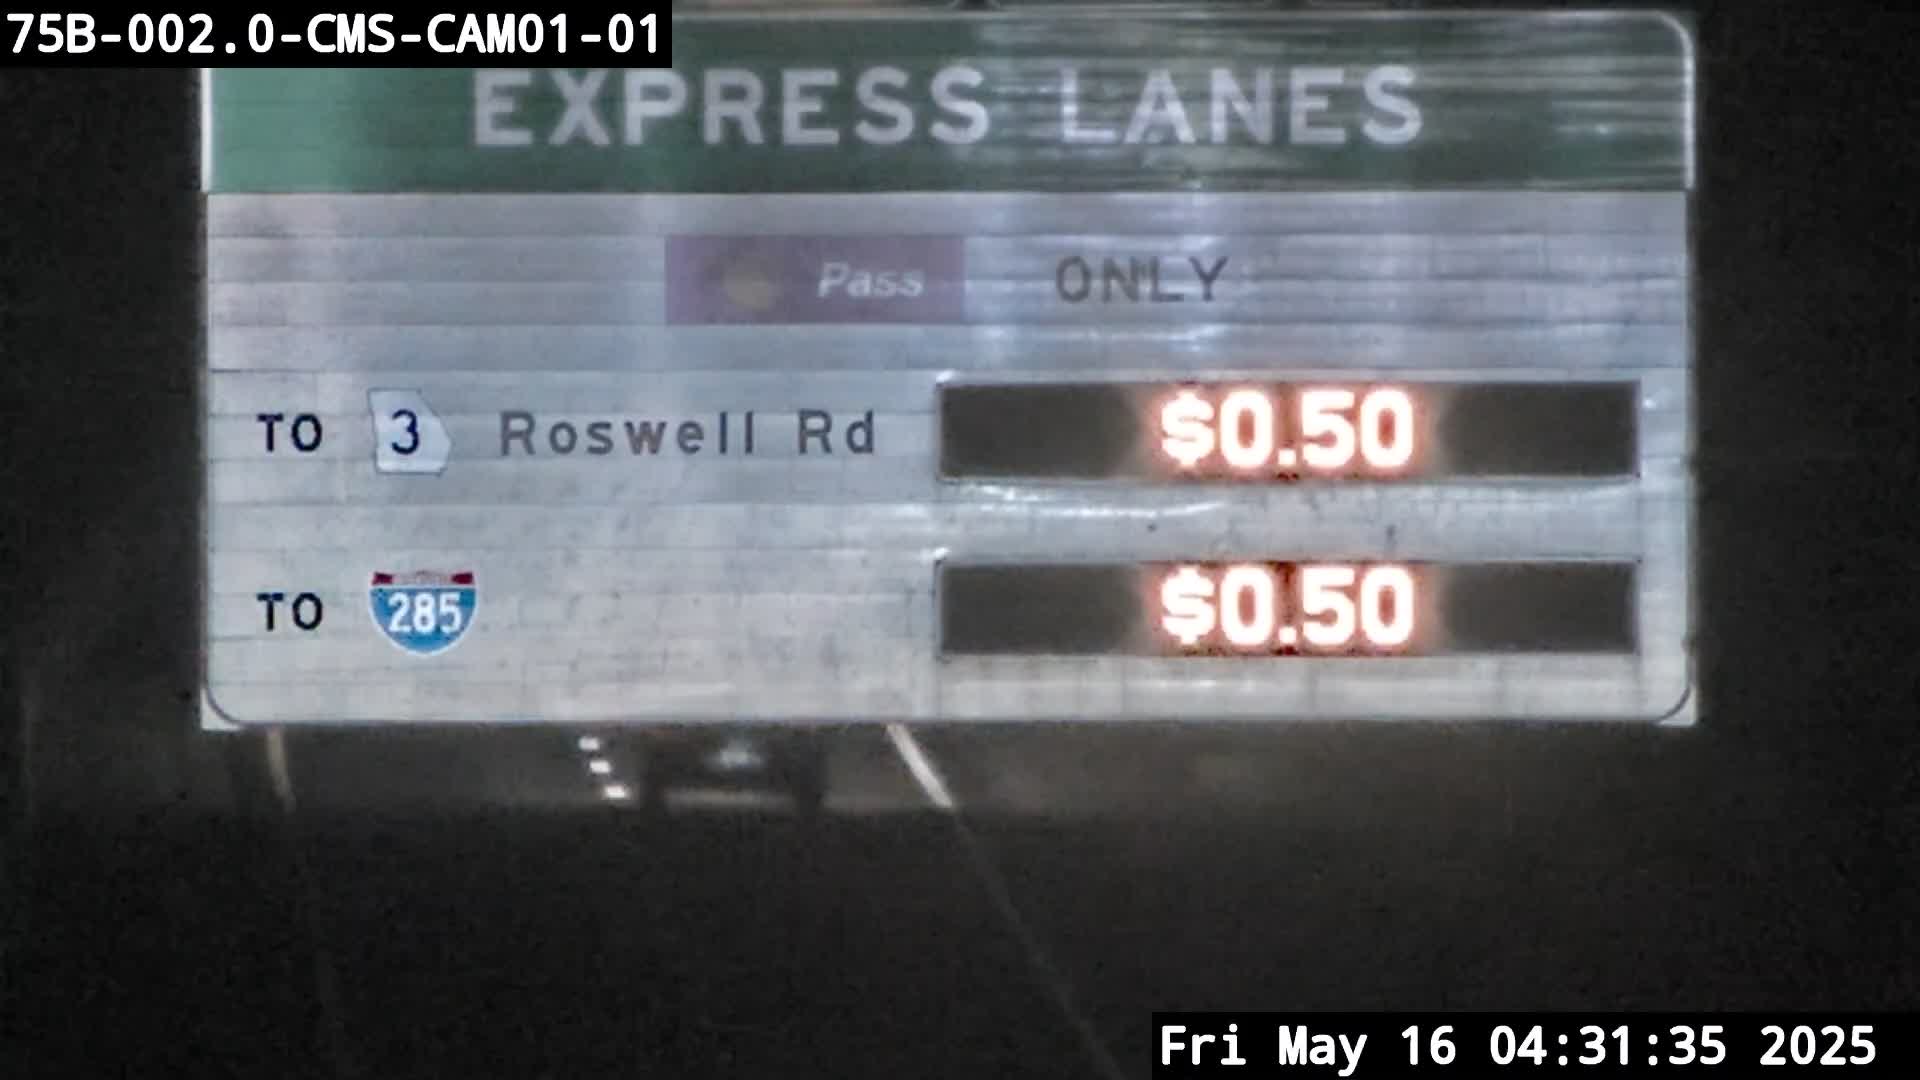 75B-002.0-CMS-CAM01-01
EXPRESS LANES
Pass ONLY
TO 3 Roswell Rd $0.50
TO 285 $0.50
Fri May 16 04:31:35 2025